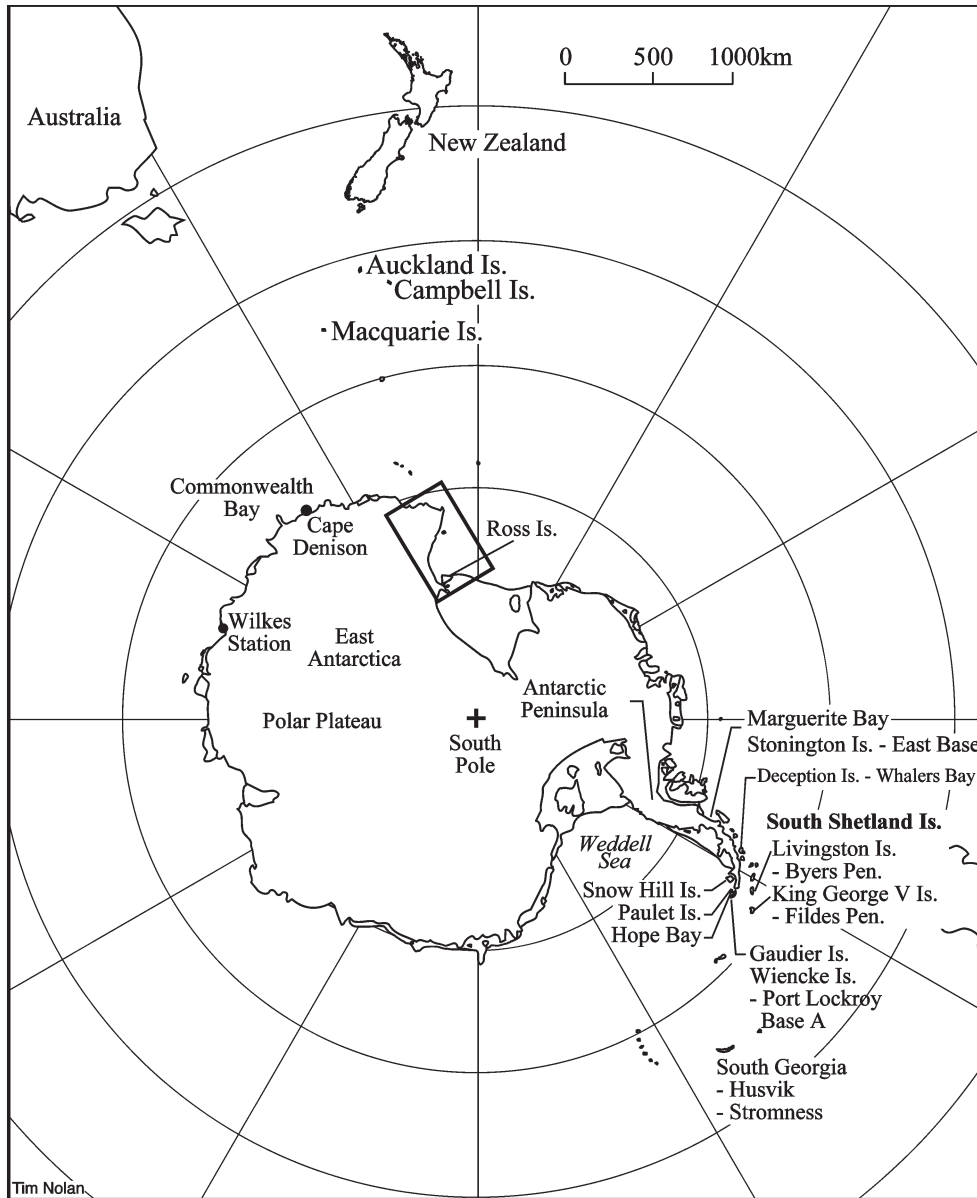 0 500 1000km
Australia
New Zealand
Auckland Is.
Campbell Is.
Macquarie Is.
Commonwealth
Bay
Cape
Denison
Ross Is.
Wilkes
Station
East
Antarctica
Antarctic
Peninsula
Polar Plateau
South
Pole
Marguerite Bay
Stonington Is. - East Base
Deception Is. - Whalers Bay
South Shetland Is.
Weddell
Sea
Livingston Is.
- Byers Pen.
Snow Hill Is.
King George V Is.
Paulet Is.
- Fildes Pen.
Hope Bay
Gaudier Is.
Wiencke Is.
- Port Lockroy
Base A
South Georgia
- Husvik
- Stromness
Tim Nolan